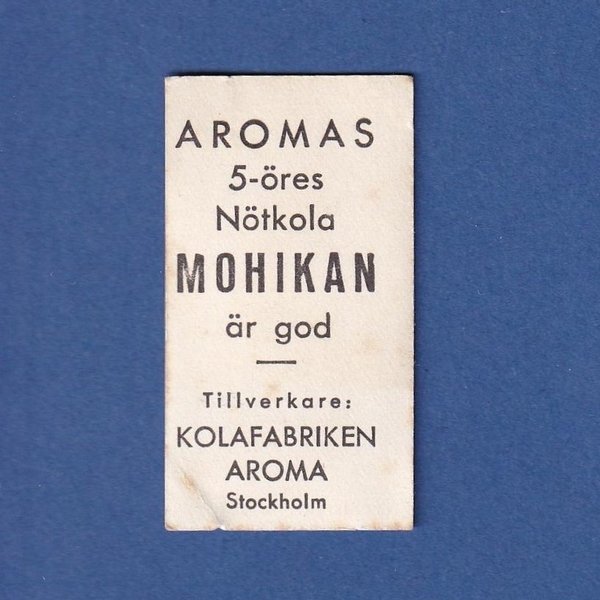 AROMAS
5-öres
Nötkola
MOHIKAN
är god
Tillverkare:
KOLAFABRIKEN
AROMA
Stockholm